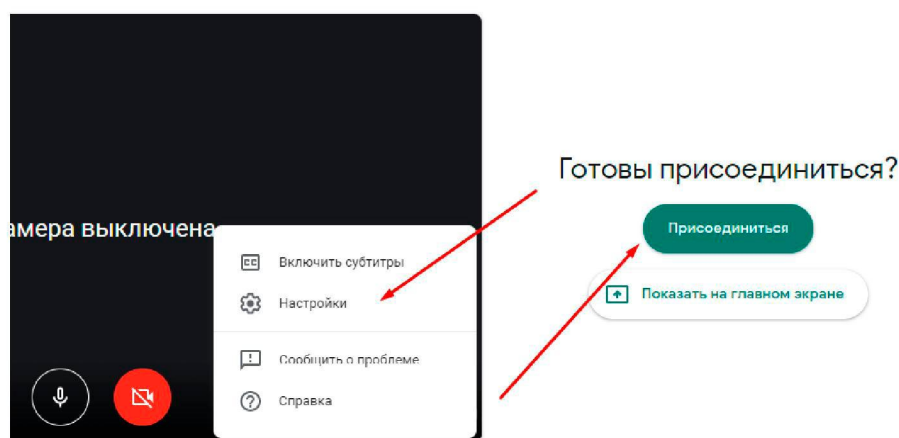 амера выключена
Включить субтитры
Настройки
Сообщить о проблеме
Справка
Готовы присоединиться?
Присоединиться
Показать на главном экране